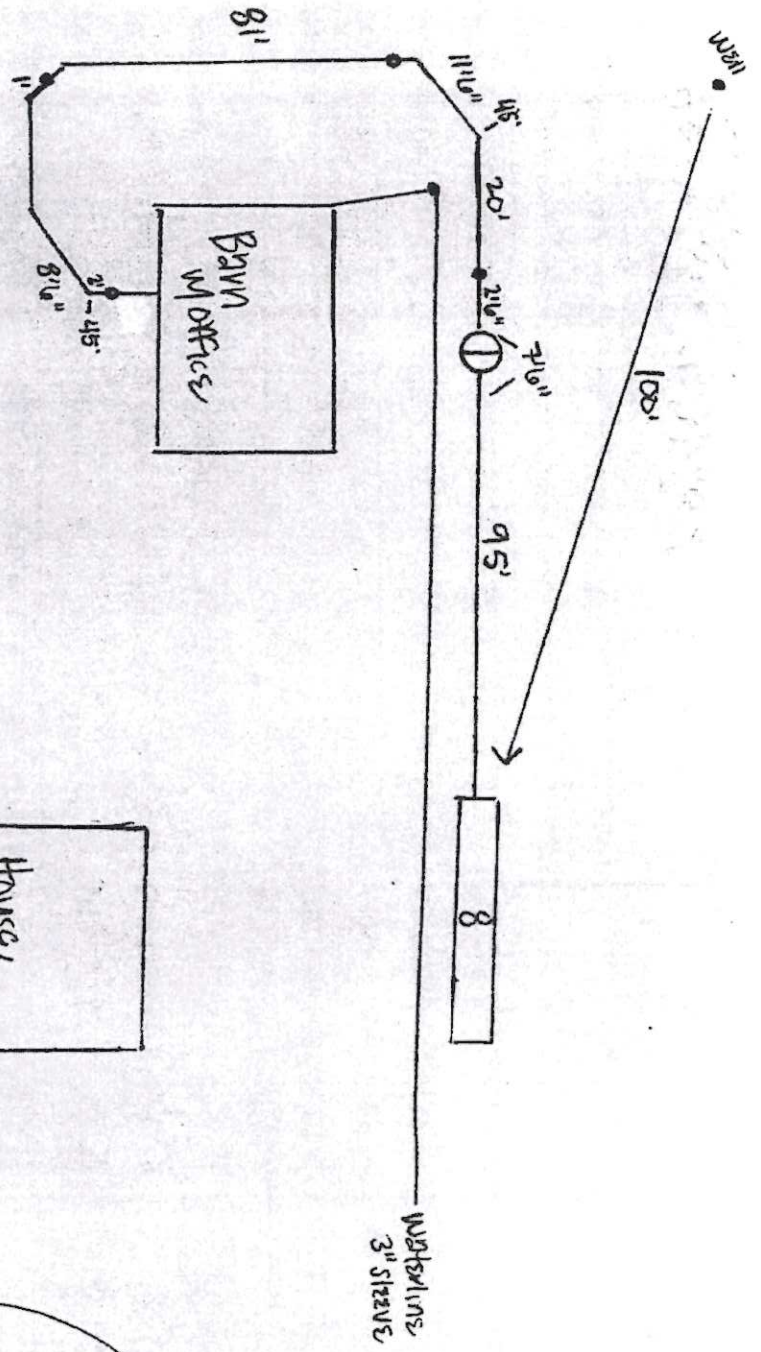 Well
100'
81"
11'6"
45°
20'
2'6"
7'6"
95'
8
1'
8'6"
2'
45°
Barn
W/Office
House
Waterline
3" Sleeve